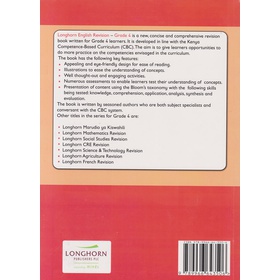 Longhorn English Revision – Grade 4 is a new, concise and comprehensive revision
book written for Grade 4 learners. It is developed in line with the Kenya
Competence-Based Curriculum (CBC). The aim is to give learners opportunities to
do more practice on the competencies envisaged in the curriculum.
The book has the following key features:
• Appealing and age-friendly design for ease of reading.
• Illustrations to ease the understanding of concepts.
• Well thought-out and engaging activities.
• Numerous assessments to enable learners test their understanding of concepts.
• Presentation of content using the Bloom's taxonomy with the following skills
being tested knowledge, comprehension, application, analysis, synthesis and
evaluation.
The book is written by seasoned authors who are both subject specialists and
conversant with the CBC system.
Other titles in the series for Grade 4 are:
• Longhorn Marudio ya Kiswahili
• Longhorn Mathematics Revision
• Longhorn Social Studies Revision
• Longhorn CRE Revision
• Longhorn Science & Technology Revision
• Longhorn Agriculture Revision
• Longhorn French Revision
LONGHORN
PUBLISHERS PLC